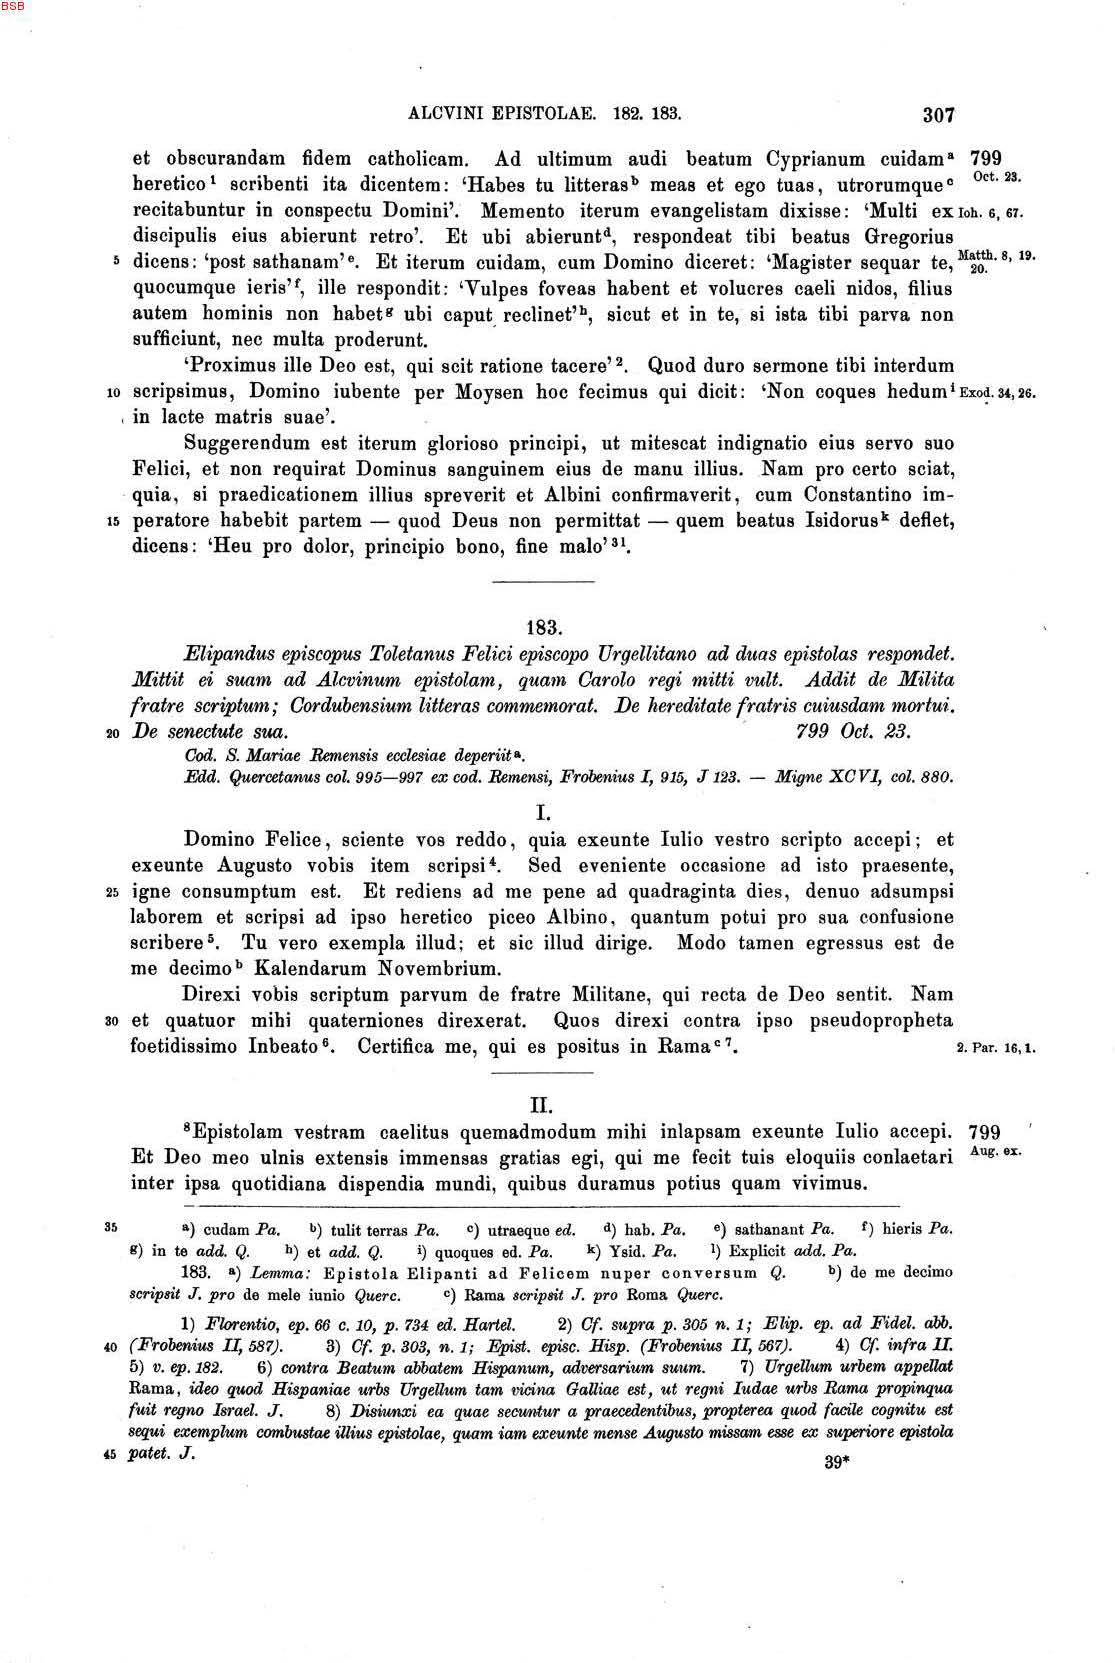 BSB
ALCVINI EPISTOLAE. 182. 183. 307
et obscurandam fidem catholicam. Ad ultimum audi beatum Cyprianum cuidamᵃ 799
heretico¹ scribenti ita dicentem: ‘Habes tu litterasᵇ meas et ego tuas, utrorumqueᶜ Oct. 23.
recitabuntur in conspectu Domini’. Memento iterum evangelistam dixisse: ‘Multi ex Ioh. 6, 67.
discipulis eius abierunt retro’. Et ubi abieruntᵈ, respondeat tibi beatus Gregorius
5 dicens: ‘post sathanam’ᵉ. Et iterum cuidam, cum Domino diceret: ‘Magister sequar te, Matth. 8, 19. 20.
quocumque ieris’ᶠ, ille respondit: ‘Vulpes foveas habent et volucres caeli nidos, filius
autem hominis non habetᵍ ubi caput reclinet’ʰ, sicut et in te, si ista tibi parva non
sufficiunt, nec multa proderunt.
‘Proximus ille Deo est, qui scit ratione tacere’². Quod duro sermone tibi interdum
10 scripsimus, Domino iubente per Moysen hoc fecimus qui dicit: ‘Non coques hedumⁱ Exod. 34, 26.
in lacte matris suae’.
Suggerendum est iterum glorioso principi, ut mitescat indignatio eius servo suo
Felici, et non requirat Dominus sanguinem eius de manu illius. Nam pro certo sciat,
quia, si praedicationem illius spreverit et Albini confirmaverit, cum Constantino im-
15 peratore habebit partem — quod Deus non permittat — quem beatus Isidorusᵏ deflet,
dicens: ‘Heu pro dolor, principio bono, fine malo’³ˡ.
183.
Elipandus episcopus Toletanus Felici episcopo Urgellitano ad duas epistolas respondet.
Mittit ei suam ad Alcvinum epistolam, quam Carolo regi mitti vult. Addit de Milita
fratre scriptum; Cordubensium litteras commemorat. De hereditate fratris cuiusdam mortui.
20 De senectute sua. 799 Oct. 23.
Cod. S. Mariae Remensis ecclesiae deperiitᵃ.
Edd. Quercetanus col. 995—997 ex cod. Remensi, Frobenius I, 915, J 123. — Migne XCVI, col. 880.
I.
Domino Felice, sciente vos reddo, quia exeunte Iulio vestro scripto accepi; et
exeunte Augusto vobis item scripsi⁴. Sed eveniente occasione ad isto praesente,
25 igne consumptum est. Et rediens ad me pene ad quadraginta dies, denuo adsumpsi
laborem et scripsi ad ipso heretico piceo Albino, quantum potui pro sua confusione
scribere⁵. Tu vero exempla illud; et sic illud dirige. Modo tamen egressus est de
me decimoᵇ Kalendarum Novembrium.
Direxi vobis scriptum parvum de fratre Militane, qui recta de Deo sentit. Nam
30 et quatuor mihi quaterniones direxerat. Quos direxi contra ipso pseudopropheta
foetidissimo Inbeato⁶. Certifica me, qui es positus in Ramaᶜ⁷. 2. Par. 16, 1.
II.
⁸Epistolam vestram caelitus quemadmodum mihi inlapsam exeunte Iulio accepi. 799
Et Deo meo ulnis extensis immensas gratias egi, qui me fecit tuis eloquiis conlaetari Aug. ex.
inter ipsa quotidiana dispendia mundi, quibus duramus potius quam vivimus.
35 a) cudam Pa. b) tulit terras Pa. c) utraeque ed. d) hab. Pa. e) sathanant Pa. f) hieris Pa.
g) in te add. Q. h) et add. Q. i) quoques ed. Pa. k) Ysid. Pa. l) Explicit add. Pa.
183. a) Lemma: Epistola Elipanti ad Felicem nuper conversum Q. b) de me decimo
scripsit J. pro de mele iunio Querc. c) Rama scripsit J. pro Roma Querc.
1) Florentio, ep. 66 c. 10, p. 734 ed. Hartel. 2) Cf. supra p. 305 n. 1; Elip. ep. ad Fidel. abb.
40 (Frobenius II, 587). 3) Cf. p. 303, n. 1; Epist. episc. Hisp. (Frobenius II, 567). 4) Cf. infra II.
5) v. ep. 182. 6) contra Beatum abbatem Hispanum, adversarium suum. 7) Urgellum urbem appellat
Rama, ideo quod Hispaniae urbs Urgellum tam vicina Galliae est, ut regni Iudae urbs Rama propinqua
fuit regno Israel. J. 8) Disiunxi ea quae secuntur a praecedentibus, propterea quod facile cognitu est
sequi exemplum combustae illius epistolae, quam iam exeunte mense Augusto missam esse ex superiore epistola
45 patet. J.
39*